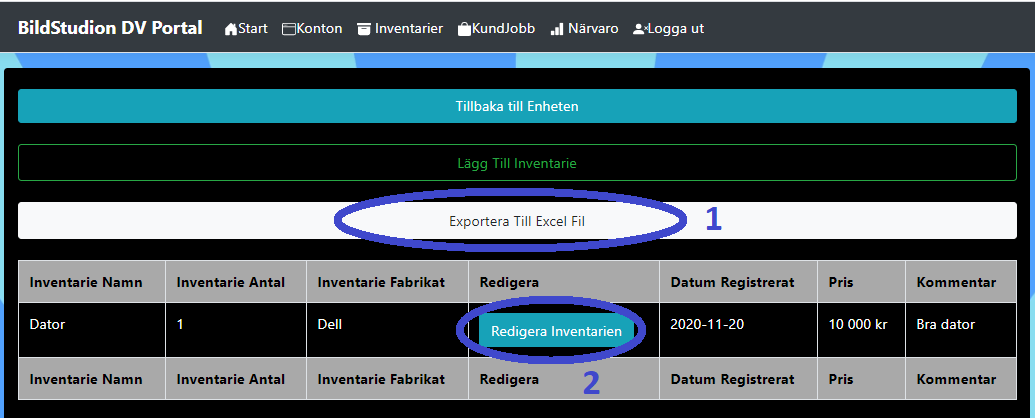 BildStudion DV Portal Start Konton Inventarier KundJobb Närvaro Logga ut
Tillbaka till Enheten
Lägg Till Inventarie
Exportera Till Excel Fil 1
Inventarie Namn Inventarie Antal Inventarie Fabrikat Redigera Datum Registrerat Pris Kommentar
Dator 1 Dell Redigera Inventarien 2020-11-20 10 000 kr Bra dator
Inventarie Namn Inventarie Antal Inventarie Fabrikat Redigera 2 Datum Registrerat Pris Kommentar